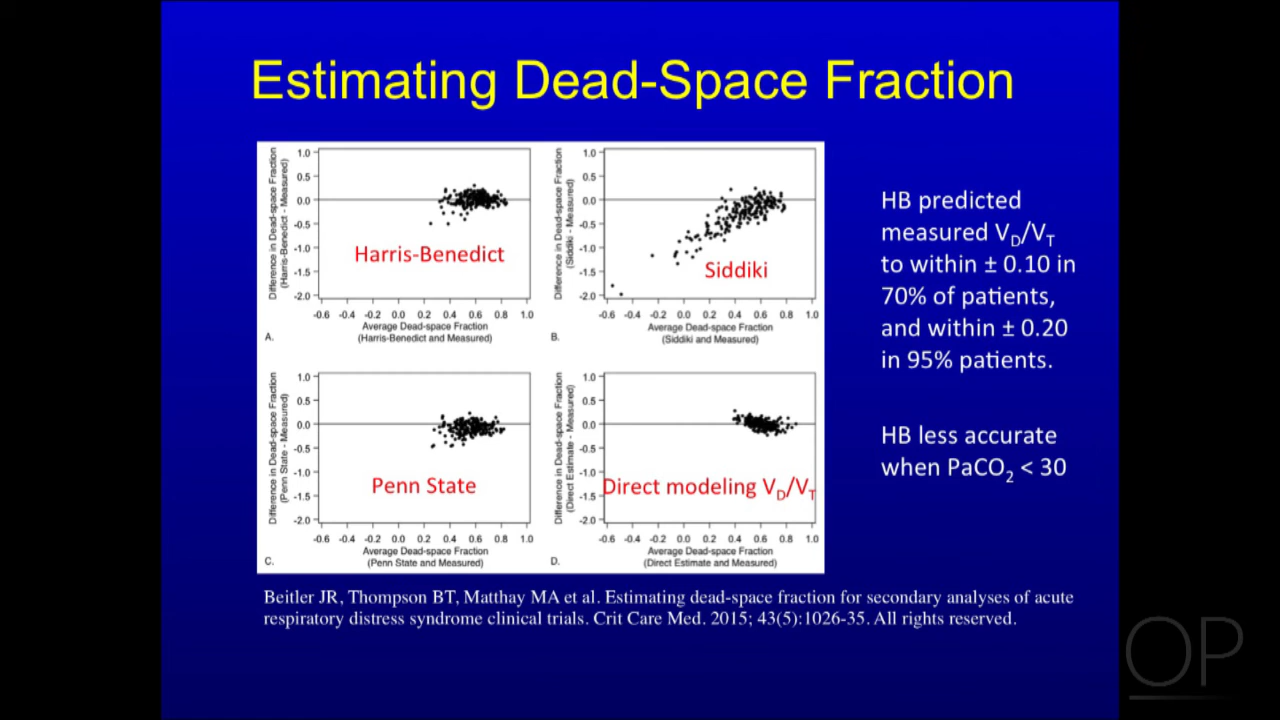 Estimating Dead-Space Fraction
Difference in Dead-space Fraction
(Harris-Benedict - Measured)
1.0
0.5
0.0
-0.5
-1.0
-1.5
-2.0
Harris-Benedict
-0.6 -0.4 -0.2 0.0 0.2 0.4 0.6 0.8 1.0
Average Dead-space Fraction
(Harris-Benedict and Measured)
A.
Difference in Dead-space Fraction
(Siddiki - Measured)
1.0
0.5
0.0
-0.5
-1.0
-1.5
-2.0
Siddiki
-0.6 -0.4 -0.2 0.0 0.2 0.4 0.6 0.8 1.0
Average Dead-space Fraction
(Siddiki and Measured)
B.
Difference in Dead-space Fraction
(Penn State - Measured)
1.0
0.5
0.0
-0.5
-1.0
-1.5
-2.0
Penn State
-0.6 -0.4 -0.2 0.0 0.2 0.4 0.6 0.8 1.0
Average Dead-space Fraction
(Penn State and Measured)
C.
Difference in Dead-space Fraction
(Direct Estimate - Measured)
1.0
0.5
0.0
-0.5
-1.0
-1.5
-2.0
Direct modeling VD/VT
-0.6 -0.4 -0.2 0.0 0.2 0.4 0.6 0.8 1.0
Average Dead-space Fraction
(Direct Estimate and Measured)
D.
HB predicted
measured VD/VT
to within ± 0.10 in
70% of patients,
and within ± 0.20
in 95% patients.
HB less accurate
when PaCO2 < 30
Beitler JR, Thompson BT, Matthay MA et al. Estimating dead-space fraction for secondary analyses of acute
respiratory distress syndrome clinical trials. Crit Care Med. 2015; 43(5):1026-35. All rights reserved.
OP